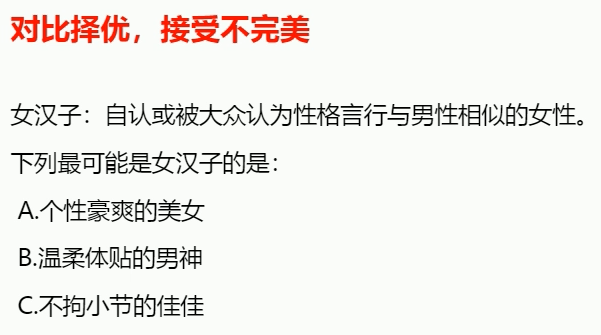 对比择优，接受不完美
女汉子：自认或被大众认为性格言行与男性相似的女性。
下列最可能是女汉子的是：
A.个性豪爽的美女
B.温柔体贴的男神
C.不拘小节的佳佳